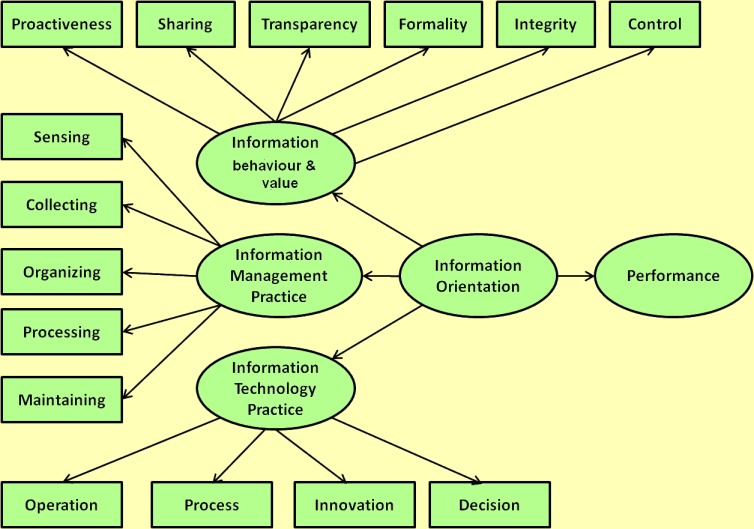 Proactiveness
Sharing
Transparency
Formality
Integrity
Control
Sensing
Collecting
Organizing
Processing
Maintaining
Information
behaviour &
value
Information
Management
Practice
Information
Orientation
Performance
Information
Technology
Practice
Operation
Process
Innovation
Decision